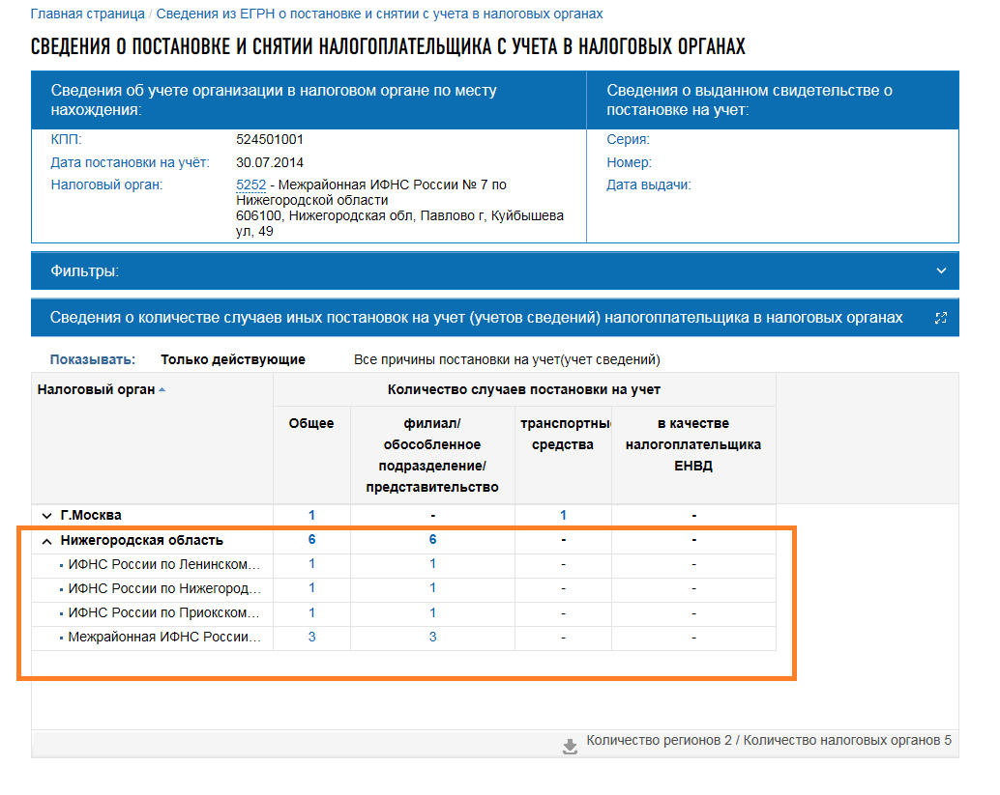 Главная страница / Сведения из ЕГРН о постановке и снятии с учета в налоговых органах
СВЕДЕНИЯ О ПОСТАНОВКЕ И СНЯТИИ НАЛОГОПЛАТЕЛЬЩИКА С УЧЕТА В НАЛОГОВЫХ ОРГАНАХ
Сведения об учете организации в налоговом органе по месту
нахождения:
КПП: 524501001
Дата постановки на учёт: 30.07.2014
Налоговый орган: 5252 - Межрайонная ИФНС России № 7 по
Нижегородской области
606100, Нижегородская обл, Павлово г, Куйбышева
ул, 49
Сведения о выданном свидетельстве о
постановке на учет:
Серия:
Номер:
Дата выдачи:
Фильтры:
Сведения о количестве случаев иных постановок на учет (учетов сведений) налогоплательщика в налоговых органах
Показывать: Только действующие Все причины постановки на учет(учет сведений)
Налоговый орган Количество случаев постановки на учет
Общее
филиал/
обособленное
подразделение/
представительство
транспортны
средства
в качестве
налогоплательщика
ЕНВД
Г.Москва 1 - 1 -
Нижегородская область 6 6 - -
ИФНС России по Ленинском... 1 1 - -
ИФНС России по Нижегород... 1 1 - -
ИФНС России по Приокском... 1 1 - -
Межрайонная ИФНС России... 3 3 - -
Количество регионов 2 / Количество налоговых органов 5